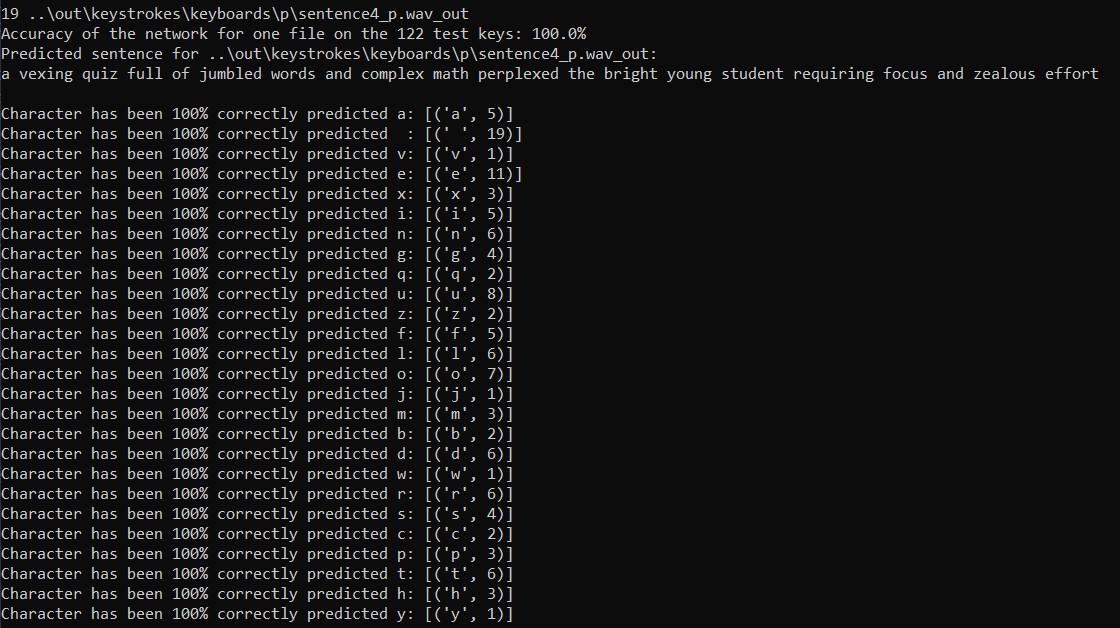 19 ..\out\keystrokes\keyboards\p\sentence4_p.wav_out
Accuracy of the network for one file on the 122 test keys: 100.0%
Predicted sentence for ..\out\keystrokes\keyboards\p\sentence4_p.wav_out:
a vexing quiz full of jumbled words and complex math perplexed the bright young student requiring focus and zealous effort

Character has been 100% correctly predicted a: [('a', 5)]
Character has been 100% correctly predicted  : [(' ', 19)]
Character has been 100% correctly predicted v: [('v', 1)]
Character has been 100% correctly predicted e: [('e', 11)]
Character has been 100% correctly predicted x: [('x', 3)]
Character has been 100% correctly predicted i: [('i', 5)]
Character has been 100% correctly predicted n: [('n', 6)]
Character has been 100% correctly predicted g: [('g', 4)]
Character has been 100% correctly predicted q: [('q', 2)]
Character has been 100% correctly predicted u: [('u', 8)]
Character has been 100% correctly predicted z: [('z', 2)]
Character has been 100% correctly predicted f: [('f', 5)]
Character has been 100% correctly predicted l: [('l', 6)]
Character has been 100% correctly predicted o: [('o', 7)]
Character has been 100% correctly predicted j: [('j', 1)]
Character has been 100% correctly predicted m: [('m', 3)]
Character has been 100% correctly predicted b: [('b', 2)]
Character has been 100% correctly predicted d: [('d', 6)]
Character has been 100% correctly predicted w: [('w', 1)]
Character has been 100% correctly predicted r: [('r', 6)]
Character has been 100% correctly predicted s: [('s', 4)]
Character has been 100% correctly predicted c: [('c', 2)]
Character has been 100% correctly predicted p: [('p', 3)]
Character has been 100% correctly predicted t: [('t', 6)]
Character has been 100% correctly predicted h: [('h', 3)]
Character has been 100% correctly predicted y: [('y', 1)]